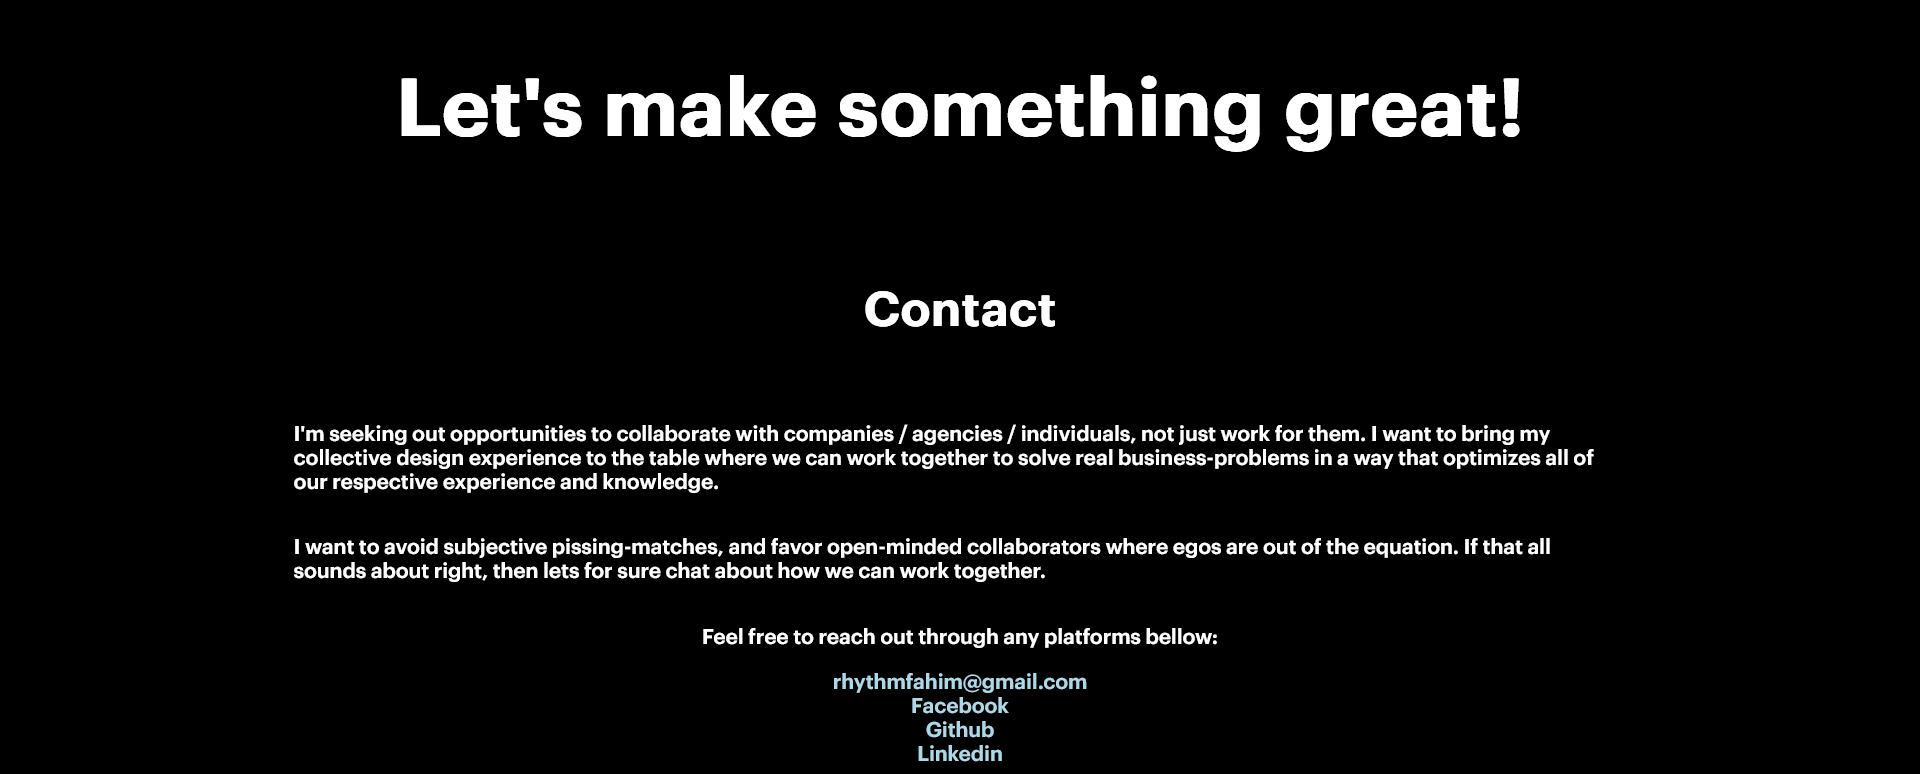 Let's make something great!
Contact
I'm seeking out opportunities to collaborate with companies / agencies / individuals, not just work for them. I want to bring my
collective design experience to the table where we can work together to solve real business-problems in a way that optimizes all of
our respective experience and knowledge.
I want to avoid subjective pissing-matches, and favor open-minded collaborators where egos are out of the equation. If that all
sounds about right, then lets for sure chat about how we can work together.
Feel free to reach out through any platforms bellow:
rhythmfahim@gmail.com
Facebook
Github
Linkedin